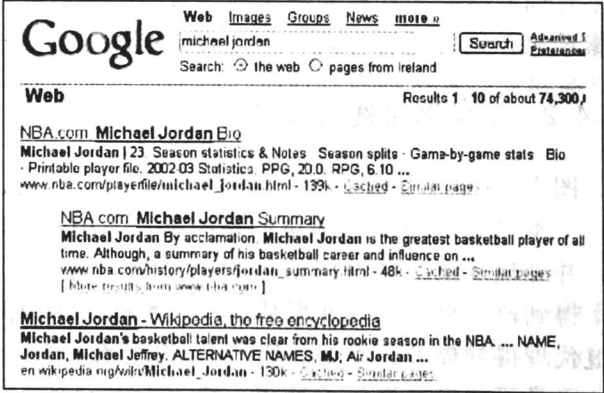 Web Images Groups News more »
Google
michael jordan Search Advanced S
Preferences
Search: the web pages from Ireland
Web Results 1 - 10 of about 74,300,
NBA.com Michael Jordan Bio
Michael Jordan | 23. Season statistics & Notes Season splits · Game-by-game stats Bio
· Printable player file. 2002-03 Statistics, PPG, 20.0. RPG, 6.10 ...
www.nba.com/playerfile/michael_jordan.html - 139k - Cached - Similar page
NBA com Michael Jordan Summary
Michael Jordan By acclamation. Michael Jordan is the greatest basketball player of all
time. Although, a summary of his basketball career and influence on ...
www nba.com/history/players/jordan_summary.html - 48k - Cached - Similar pages
[ More results from www nba.com ]
Michael Jordan - Wikipedia, the free encyclopedia
Michael Jordan's basketball talent was clear from his rookie season in the NBA. ... NAME,
Jordan, Michael Jeffrey. ALTERNATIVE NAMES, MJ; Air Jordan ...
en wikipedia org/wiki/Michael_Jordan - 130k - Cached - Similar pages